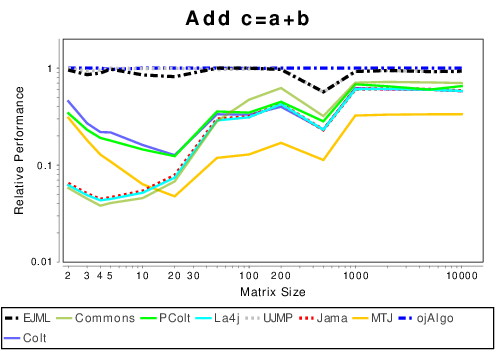 Add c=a+b
Relative Performance
1
0.1
0.01
2 3 4 5 10 20 30 100 200 1000 10000
Matrix Size
EJML Commons PColt La4j UJMP Jama MTJ ojAlgo
Colt